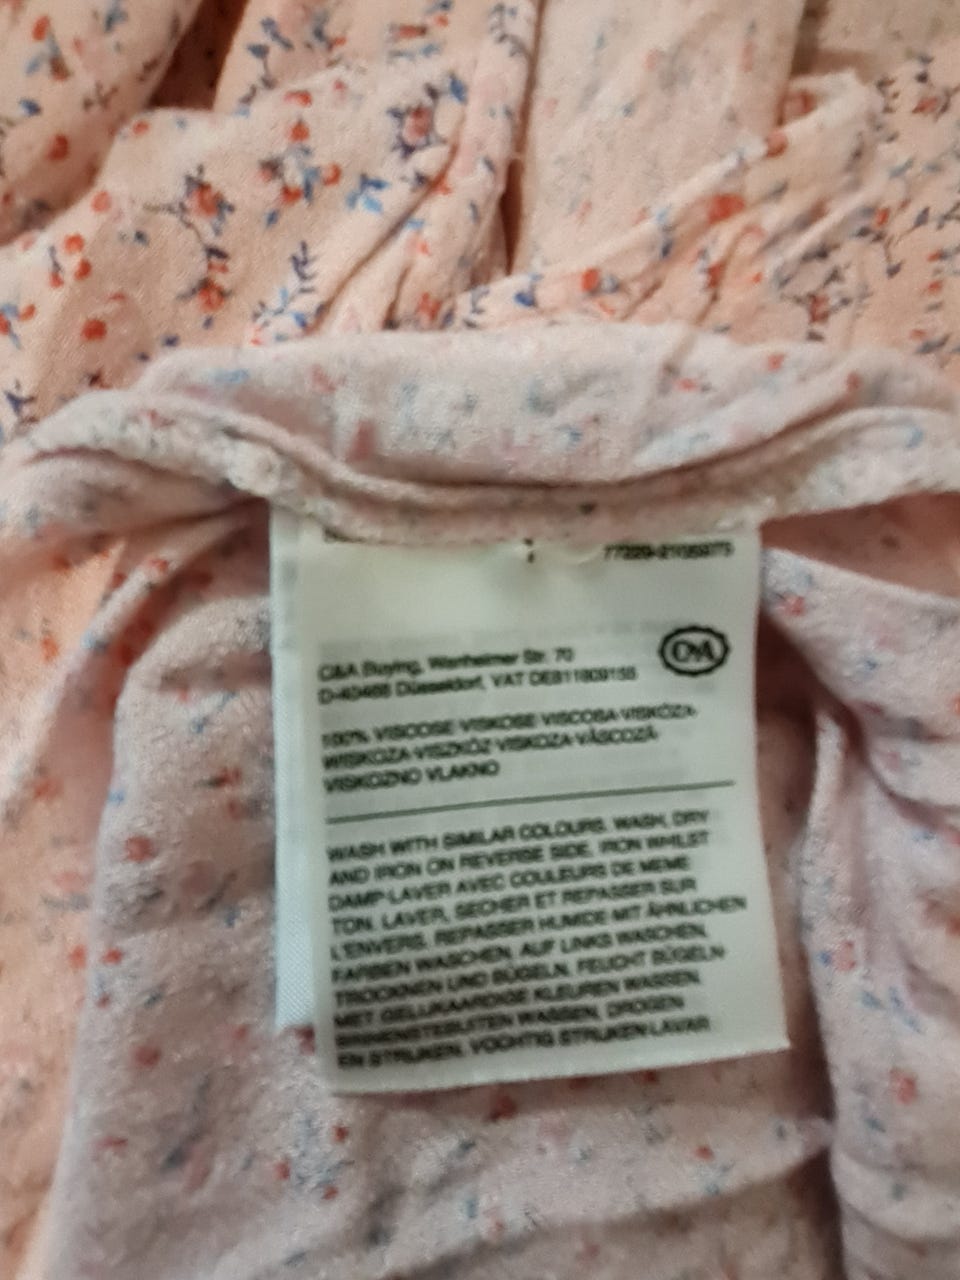 C&A
C&A Buying, Wanheimer Str. 70
D-40468 Düsseldorf, VAT DE811809155
100% VISCOSE·VISKOSE·VISCOSA·VISKÓZA·
WISKOZA·VISZKÓZ·VISKOZA·VÂSCOZĂ·
VISKOZNO VLAKNO
WASH WITH SIMILAR COLOURS. WASH, DRY
AND IRON ON REVERSE SIDE, IRON WHILST
DAMP·LAVER AVEC COULEURS DE MEME
TON. LAVER, SECHER ET REPASSER SUR
L'ENVERS. REPASSER HUMIDE·MIT ÄHNLICHEN
FARBEN WASCHEN, AUF LINKS WASCHEN,
TROCKNEN UND BÜGELN, FEUCHT BÜGELN·
MET GELIJKAARDIGE KLEUREN WASSEN.
BINNENSTEBUITEN WASSEN, DROGEN
EN STRIJKEN. VOCHTIG STRIJKEN·LAVAR